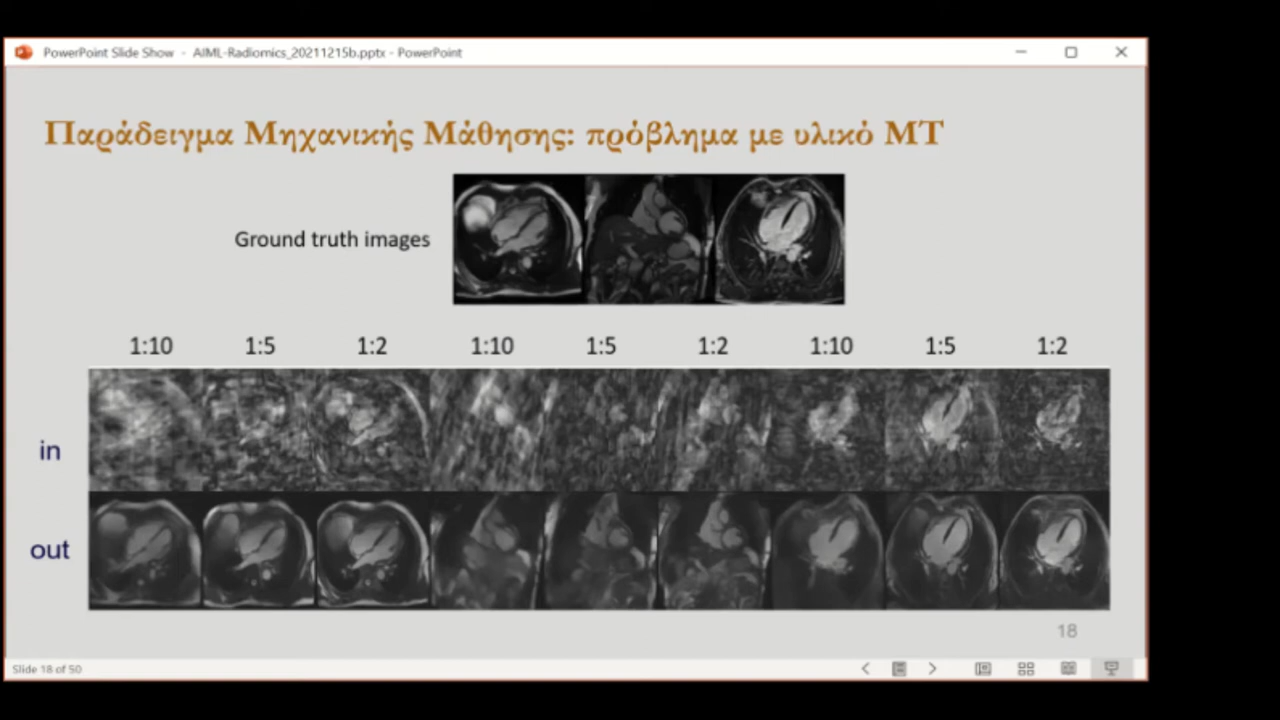 PowerPoint Slide Show - AIML-Radiomics_20211215b.pptx - PowerPoint
Παράδειγμα Μηχανικής Μάθησης: πρόβλημα με υλικό ΜΤ
Ground truth images
1:10 1:5 1:2 1:10 1:5 1:2 1:10 1:5 1:2
in
out
18
Slide 18 of 50